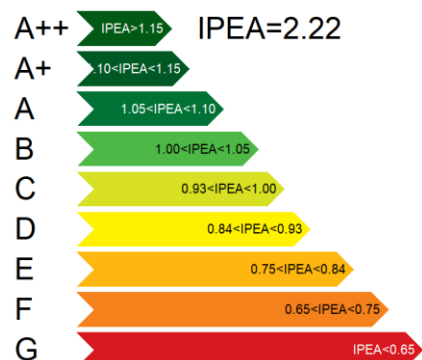 A++ IPEA>1.15 IPEA=2.22
A+ .10<IPEA<1.15
A 1.05<IPEA<1.10
B 1.00<IPEA<1.05
C 0.93<IPEA<1.00
D 0.84<IPEA<0.93
E 0.75<IPEA<0.84
F 0.65<IPEA<0.75
G IPEA<0.65